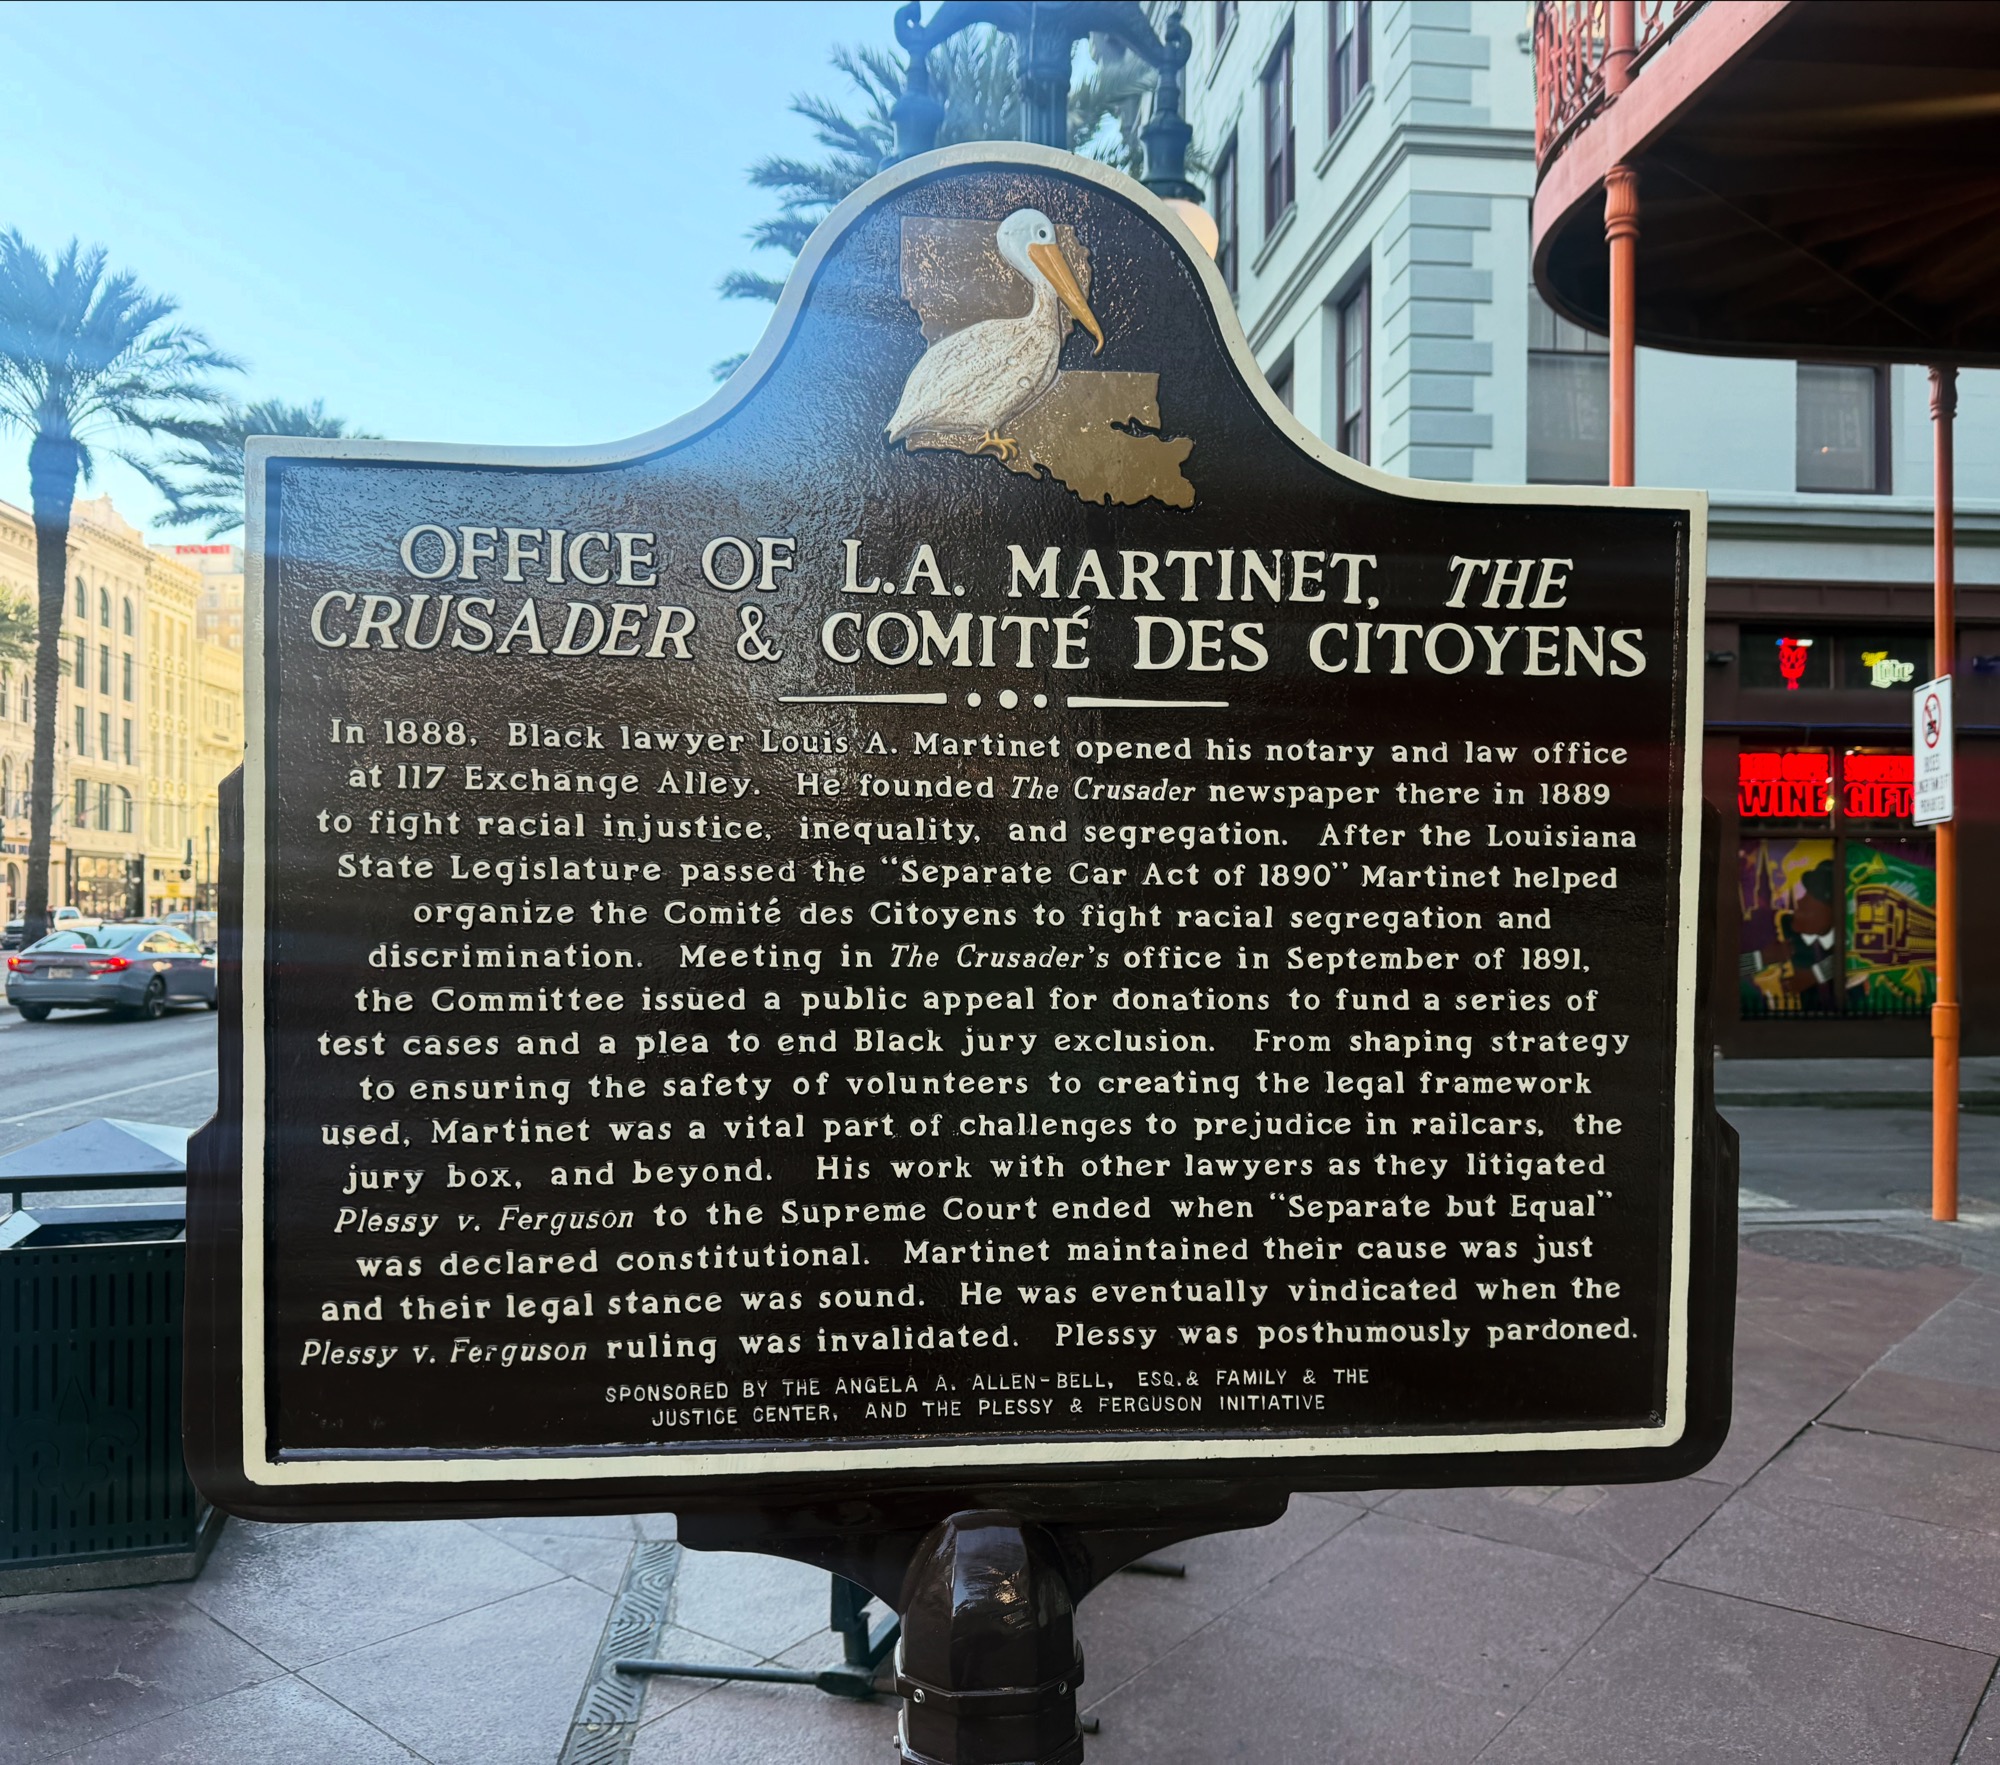 OFFICE OF L.A. MARTINET, THE
CRUSADER & COMITÉ DES CITOYENS
In 1888, Black lawyer Louis A. Martinet opened his notary and law office
at 117 Exchange Alley. He founded The Crusader newspaper there in 1889
to fight racial injustice, inequality, and segregation. After the Louisiana
State Legislature passed the "Separate Car Act of 1890" Martinet helped
organize the Comité des Citoyens to fight racial segregation and
discrimination. Meeting in The Crusader's office in September of 1891,
the Committee issued a public appeal for donations to fund a series of
test cases and a plea to end Black jury exclusion. From shaping strategy
to ensuring the safety of volunteers to creating the legal framework
used, Martinet was a vital part of challenges to prejudice in railcars, the
jury box, and beyond. His work with other lawyers as they litigated
Plessy v. Ferguson to the Supreme Court ended when "Separate but Equal"
was declared constitutional. Martinet maintained their cause was just
and their legal stance was sound. He was eventually vindicated when the
Plessy v. Ferguson ruling was invalidated. Plessy was posthumously pardoned.
SPONSORED BY THE ANGELA A. ALLEN-BELL, ESQ.& FAMILY & THE
JUSTICE CENTER, AND THE PLESSY & FERGUSON INITIATIVE
Lite
WINE
GIFT